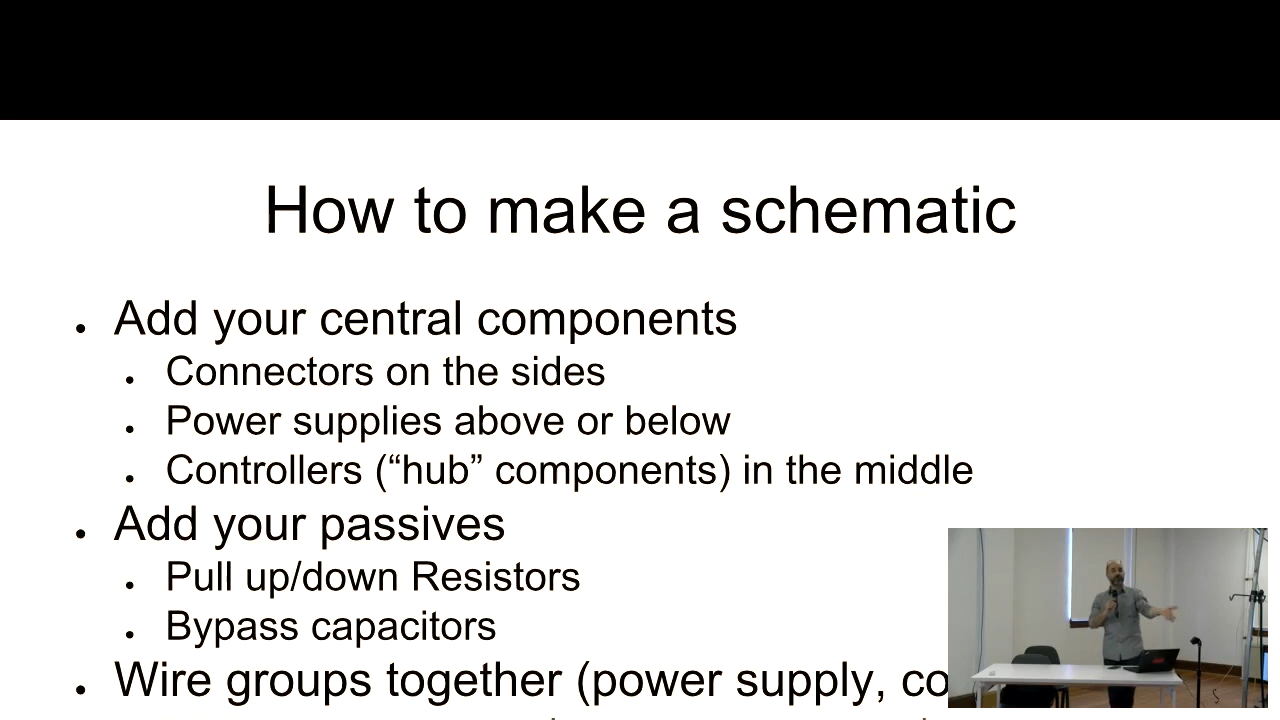 How to make a schematic
Add your central components
Connectors on the sides
Power supplies above or below
Controllers (“hub” components) in the middle
Add your passives
Pull up/down Resistors
Bypass capacitors
Wire groups together (power supply,